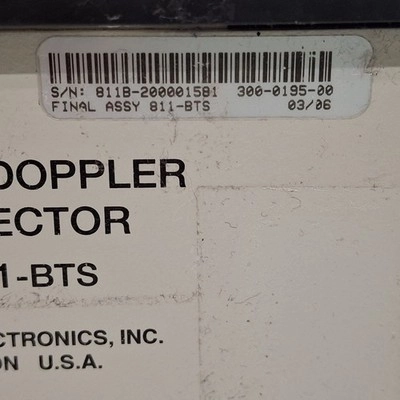 S/N: 811B-200001581 300-0195-00
FINAL ASSY 811-BTS 03/06
DOPPLER
ECTOR
1-BTS
CTRONICS, INC.
ON U.S.A.